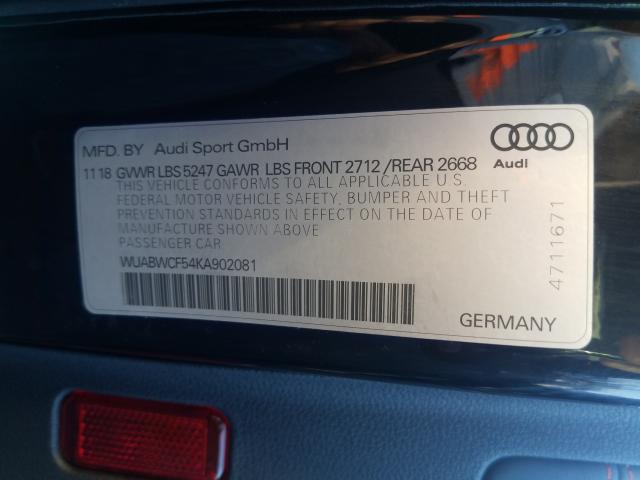 MFD. BY Audi Sport GmbH
Audi
11 18 GVWR LBS 5247 GAWR LBS FRONT 2712 / REAR 2668
THIS VEHICLE CONFORMS TO ALL APPLICABLE U.S.
FEDERAL MOTOR VEHICLE SAFETY, BUMPER AND THEFT
PREVENTION STANDARDS IN EFFECT ON THE DATE OF
MANUFACTURE SHOWN ABOVE
PASSENGER CAR
WUABWCF54KA902081
47111671
GERMANY